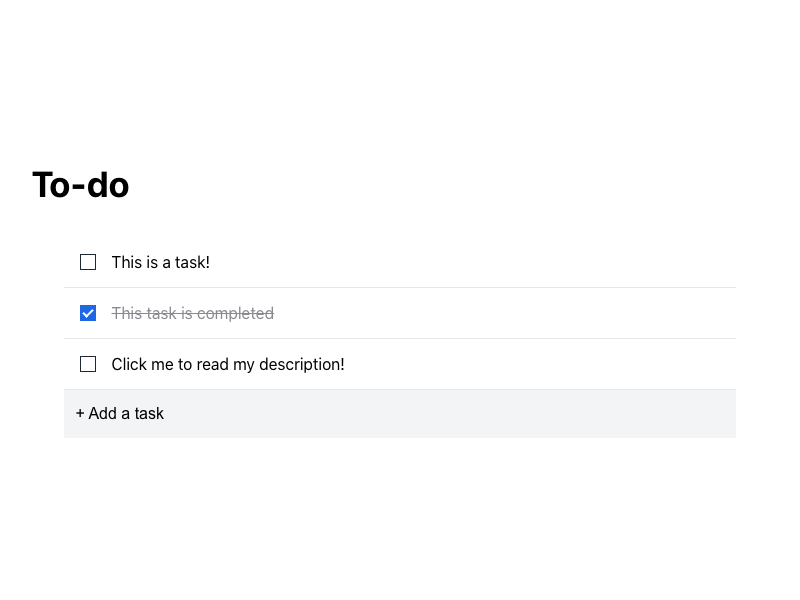 To-do
This is a task!
This task is completed
Click me to read my description!
+ Add a task